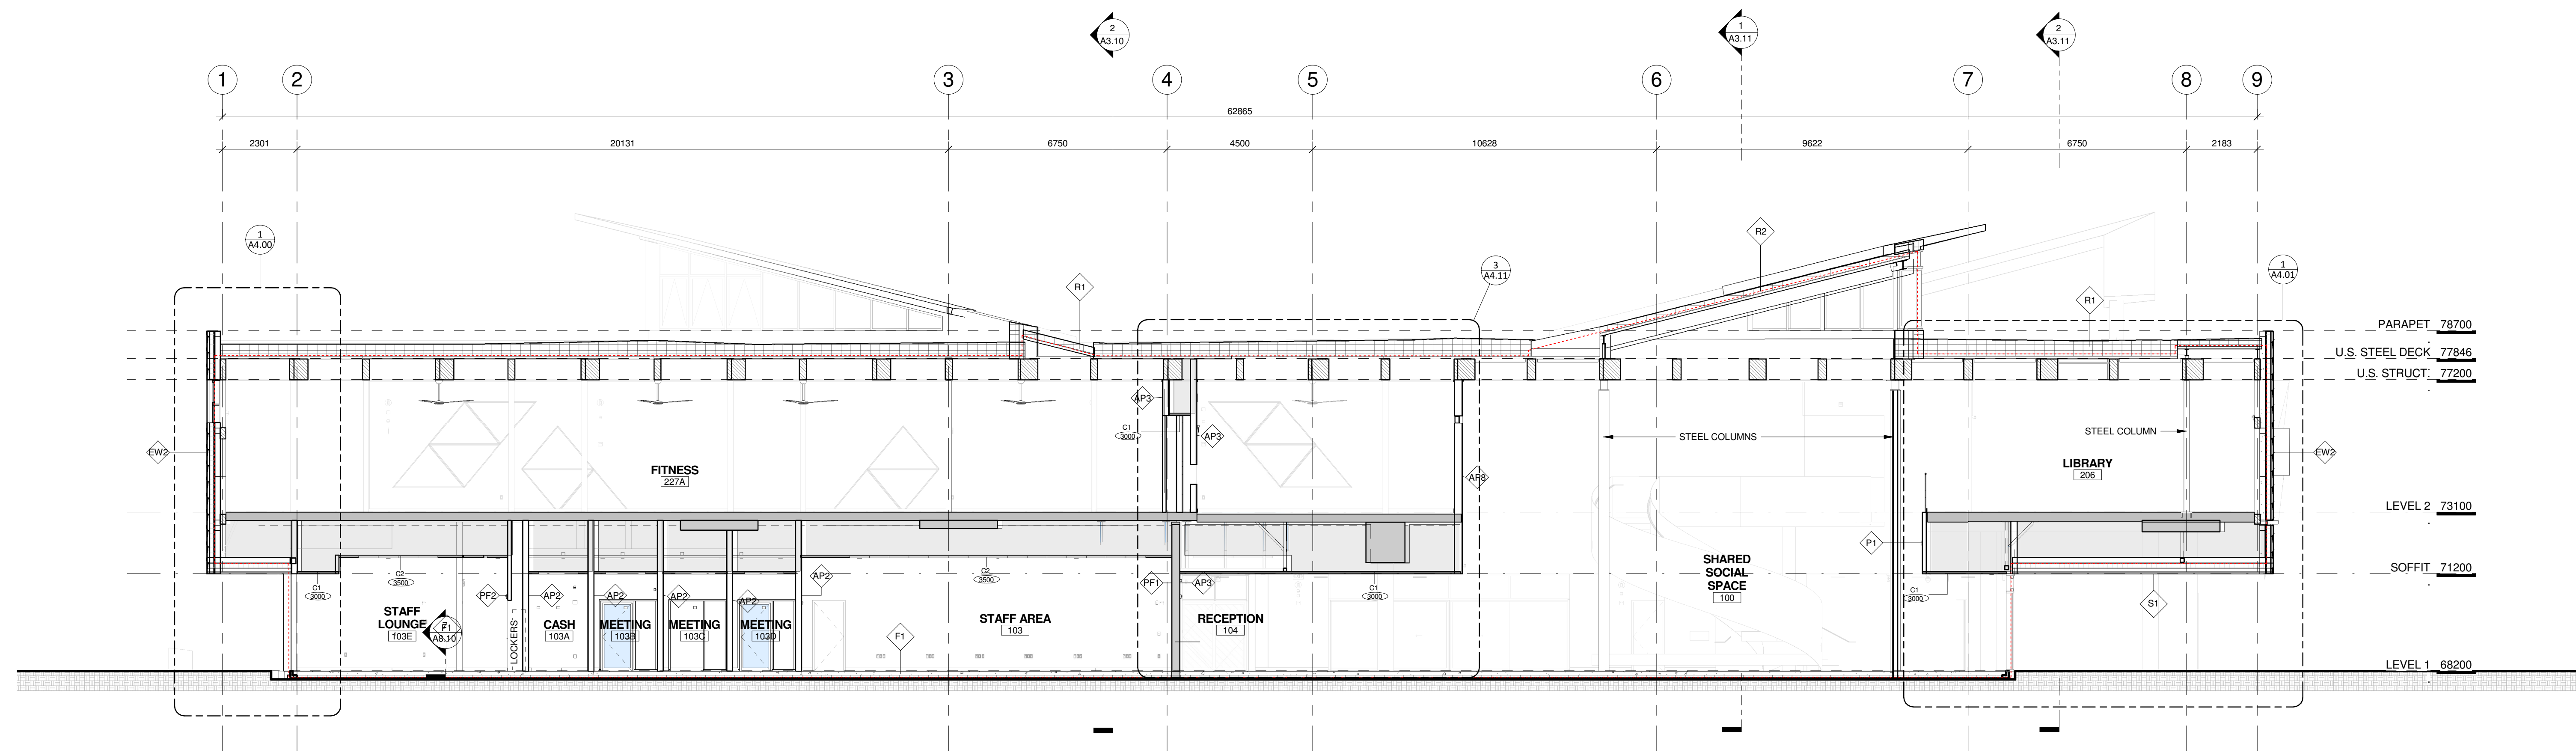 2
A3.10
1
A3.11
2
A3.11
1
2
3
4
5
6
7
8
9
62865
2301
20131
6750
4500
10628
9622
6750
2183
1
A4.00
R1
3
A4.11
R2
R1
1
A4.01
PARAPET 78700
U.S. STEEL DECK 77846
U.S. STRUCT. 77200
AP3
C1
3000
AP3
STEEL COLUMNS
STEEL COLUMN
EW2
FITNESS
227A
AP8
LIBRARY
206
EW2
LEVEL 2 73100
P1
SHARED
SOCIAL
SPACE
100
SOFFIT 71200
C1
3000
C2
3500
PF2
AP2
AP2
AP2
AP2
AP2
C2
3500
PF1
AP3
C1
3000
C1
3000
S1
STAFF
LOUNGE
103E
F1
A8.10
LOCKERS
CASH
103A
MEETING
103B
MEETING
103C
MEETING
103D
F1
STAFF AREA
103
RECEPTION
104
LEVEL 1 68200